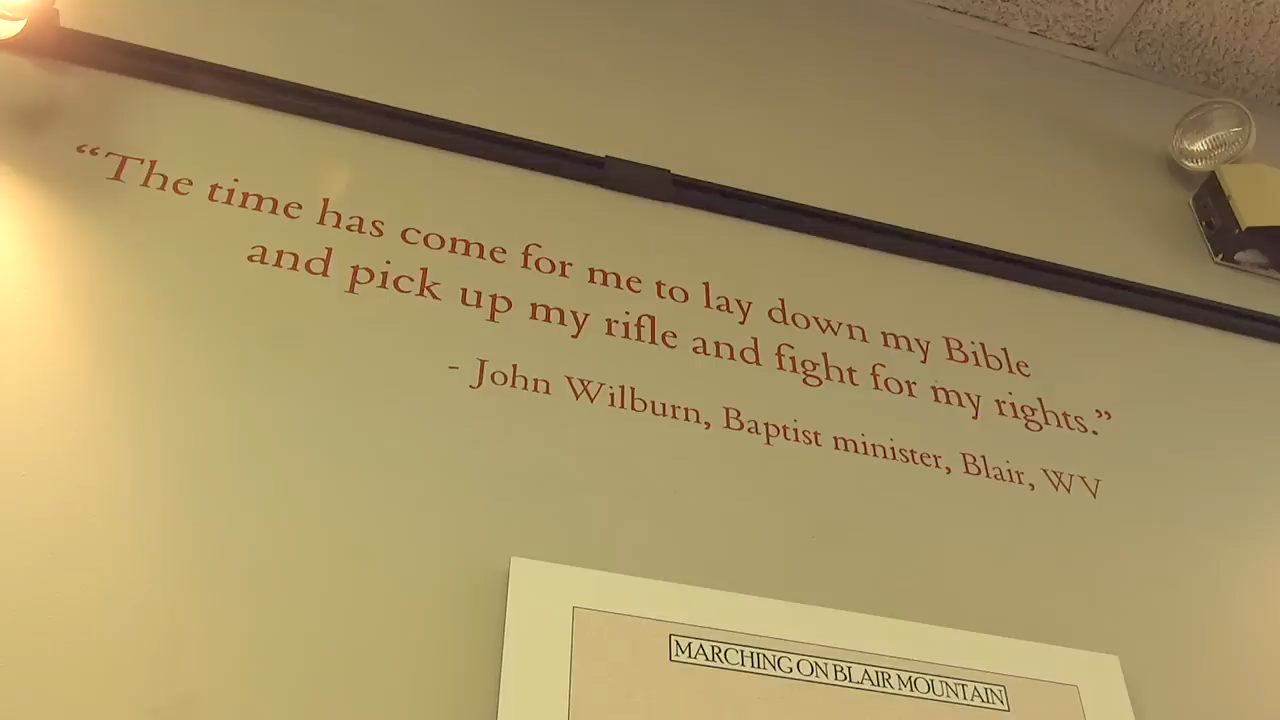 “The time has come for me to lay down my Bible
and pick up my rifle and fight for my rights.”
- John Wilburn, Baptist minister, Blair, WV
MARCHING ON BLAIR MOUNTAIN